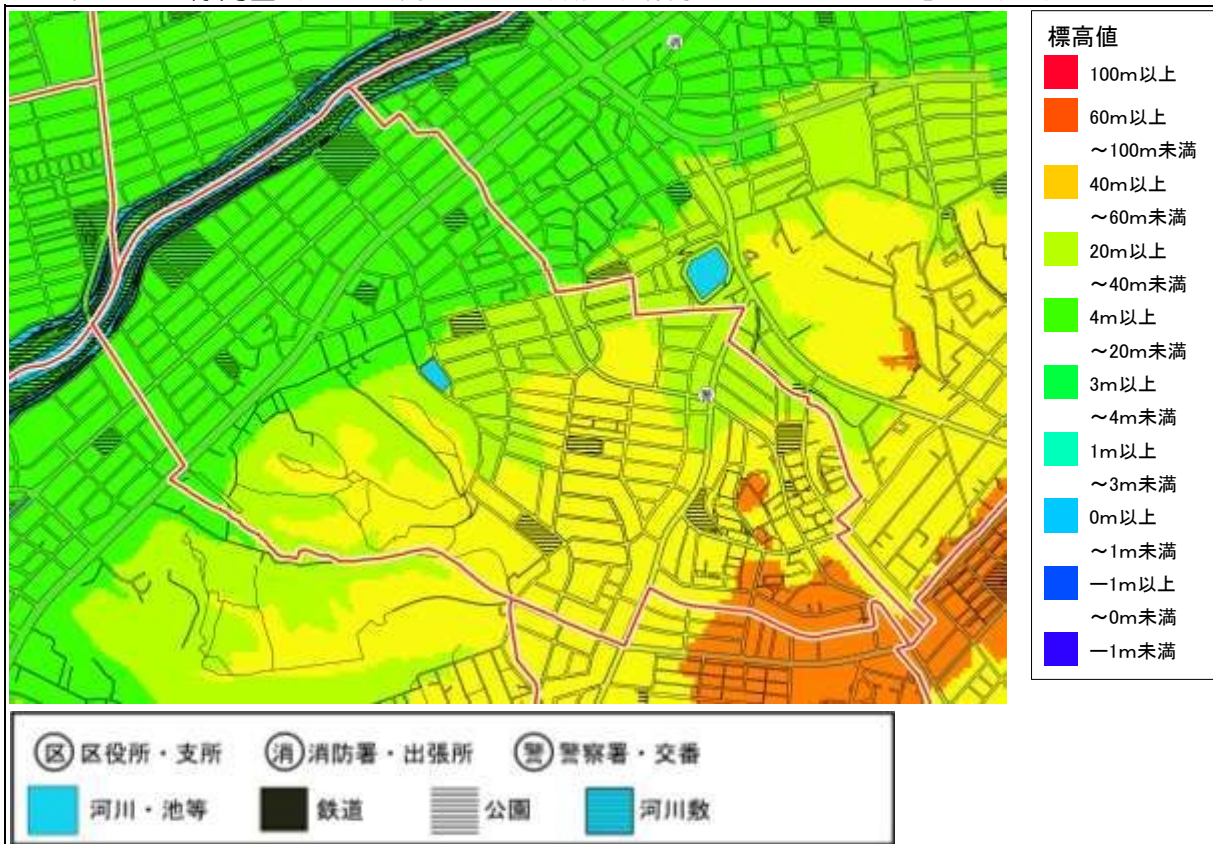 標高値
100m以上
60m以上
～100m未満
40m以上
～60m未満
20m以上
～40m未満
4m以上
～20m未満
3m以上
～4m未満
1m以上
～3m未満
0m以上
～1m未満
－1m以上
～0m未満
－1m未満
消
警
区 区役所・支所 消 消防署・出張所 警 警察署・交番
河川・池等 鉄道 公園 河川敷